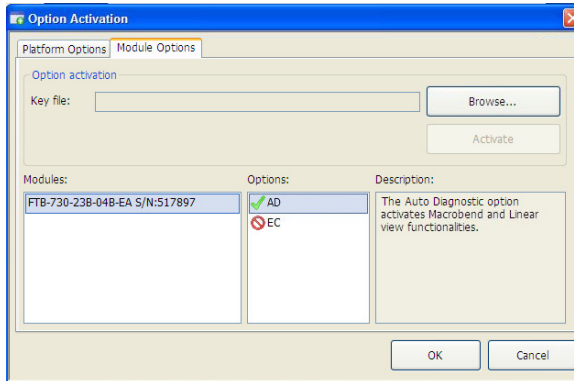 Option Activation
Platform Options Module Options
Option activation
Key file:
Browse...
Activate
Modules:
Options:
Description:
FTB-730-23B-04B-EA S/N:517897
AD
EC
The Auto Diagnostic option
activates Macrobend and Linear
view functionalities.
OK
Cancel